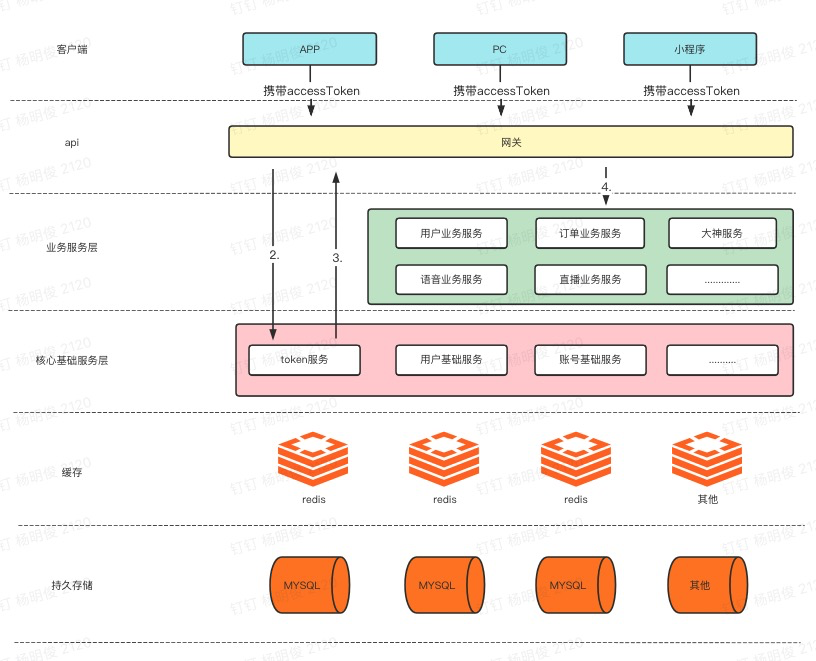 客户端
APP
PC
小程序
携带accessToken
携带accessToken
携带accessToken
api
网关
4.
业务服务层
用户业务服务
订单业务服务
大神服务
2.
3.
语音业务服务
直播业务服务
.............
核心基础服务层
token服务
用户基础服务
账号基础服务
..........
缓存
redis
redis
redis
其他
持久存储
MYSQL
MYSQL
MYSQL
其他
钉钉 杨明俊 2120